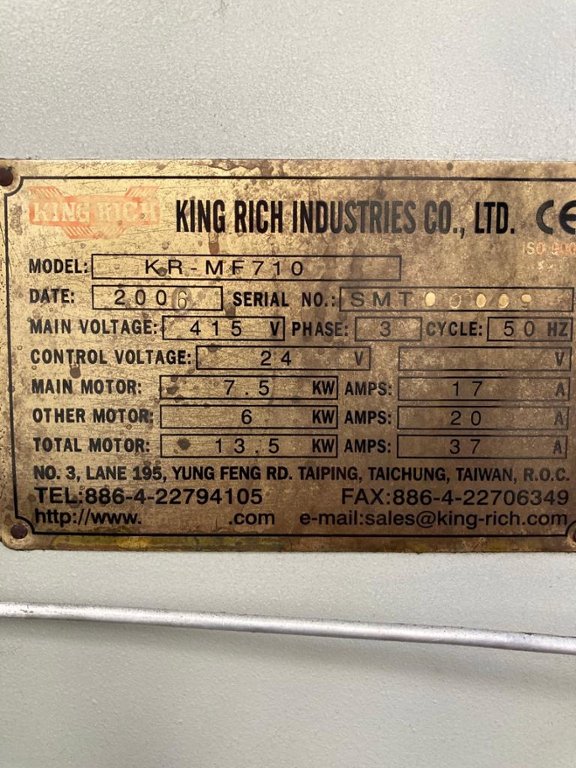 KING RICH KING RICH INDUSTRIES CO., LTD. CE
ISO 900
MODEL: KR-MF710
DATE: 2006 SERIAL NO.: SMT00009
MAIN VOLTAGE: 415 V PHASE: 3 CYCLE: 50 HZ
CONTROL VOLTAGE: 24 V V
MAIN MOTOR: 7.5 KW AMPS: 17 A
OTHER MOTOR: 6 KW AMPS: 20 A
TOTAL MOTOR: 13.5 KW AMPS: 37 A
NO. 3, LANE 195, YUNG FENG RD. TAIPING, TAICHUNG, TAIWAN, R.O.C.
TEL:886-4-22794105 FAX:886-4-22706349
http://www. .com e-mail:sales@king-rich.com